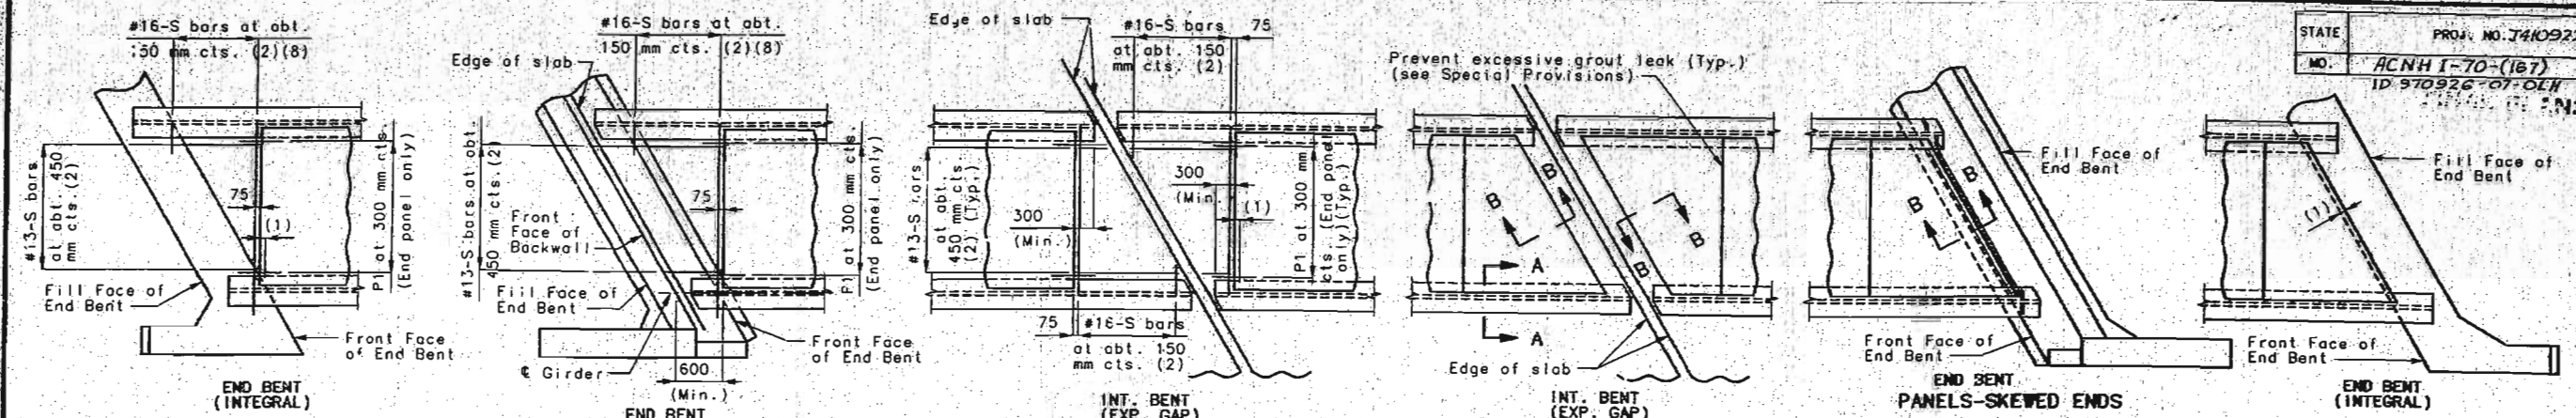 #16-S bars at abt.
150 mm cts. (2)(8)
#13-S bars
at abt. 450
mm cts.(2)
75
(1)
P1 at 300 mm cts.
(End panel only)
Fill Face of
End Bent
Front Face
of End Bent
END BENT
(INTEGRAL)
#16-S bars at abt.
150 mm cts. (2)(8)
Edge of slab
#13-S bars at abt.
450 mm cts.(2)
Front
Face of
Backwall
75
P1 at 300 mm cts.
(End panel only)
Fill Face of
End Bent
℄ Girder
600
(Min.)
Front Face
of End Bent
END BENT
Edge of slab
#16-S bars
75
at abt. 150
mm cts. (2)
#13-S bars
at abt.
450 mm cts
(2) (Typ.)
300
(Min.)
300
(Min.
(1)
P1 at 300 mm
cts. (End panel
only)(Typ.)
75
#16-S bars
at abt. 150
mm cts. (2)
INT. BENT
(EXP. GAP)
Prevent excessive grout leak (Typ.)
(see Special Provisions)
B
B
B
B
A
A
Edge of slab
INT. BENT
(EXP. GAP)
B
B
Fill Face of
End Bent
Front Face of
End Bent
END BENT
PANELS-SKEWED ENDS
STATE
PROJ. NO. J4I092
MO.
ACNH I-70-(167)
ID 970926-07-0LH
Fill Face of
End Bent
(1)
Front Face of
End Bent
END BENT
(INTEGRAL)